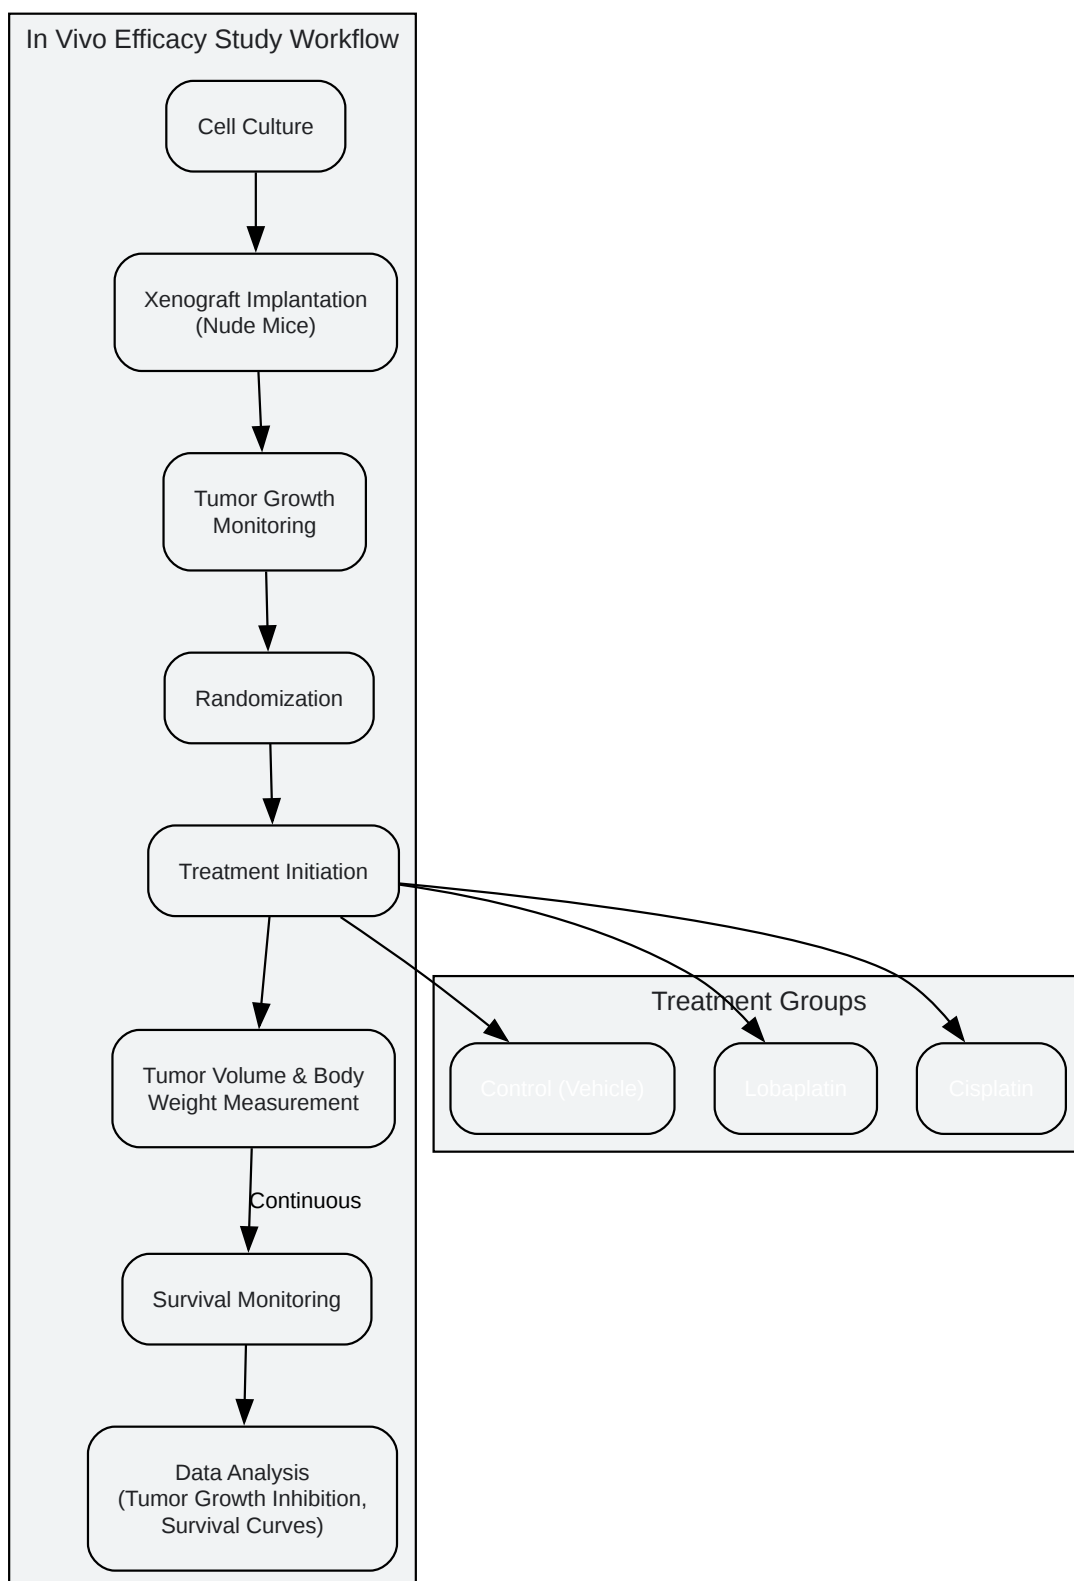 In Vivo Efficacy Study Workflow
Cell Culture
Xenograft Implantation
(Nude Mice)
Tumor Growth
Monitoring
Randomization
Treatment Initiation
Treatment Groups
Control (Vehicle)
Lobaplatin
Cisplatin
Tumor Volume & Body
Weight Measurement
Continuous
Survival Monitoring
Data Analysis
(Tumor Growth Inhibition,
Survival Curves)